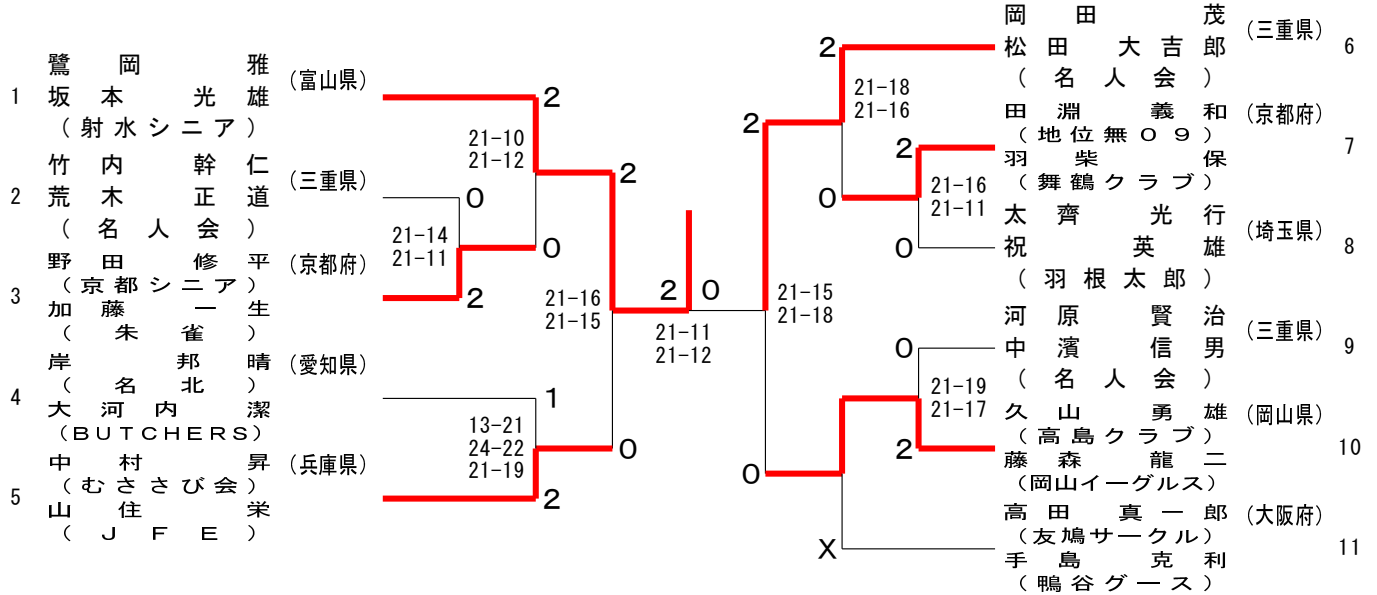 鷺岡 雅
1 坂本 光雄 (富山県)
(射水シニア)
竹内 幹仁
2 荒木 正道 (三重県)
(名人会)
野田 修平 (京都府)
(京都シニア)
3
加藤 一生
(朱雀)
岸 邦晴 (愛知県)
(名北)
4
大河内 潔
(BUTCHERS)
中村 昇 (兵庫県)
(むささび会)
5
山住 栄
(JFE)
2
21-10
21-12
0
21-14
21-11
0
2
2
21-16
21-15
1
13-21
24-22
21-19
0
2
2 0
21-11
21-12
2
21-18
21-16
2
2
0
21-16
21-11
0
21-15
21-18
0
21-19
21-17
2
0
X
岡田 茂
松田 大吉郎 (三重県) 6
(名人会)
田淵 義和 (京都府)
(地位無09)
7
羽柴 保
(舞鶴クラブ)
太齊 光行
祝 英雄 (埼玉県) 8
(羽根太郎)
河原 賢治
中濱 信男 (三重県) 9
(名人会)
久山 勇雄 (岡山県)
(高島クラブ)
10
藤森 龍二
(岡山イーグルス)
高田 真一郎 (大阪府)
(友鳩サークル)
11
手島 克利
(鴨谷グース)